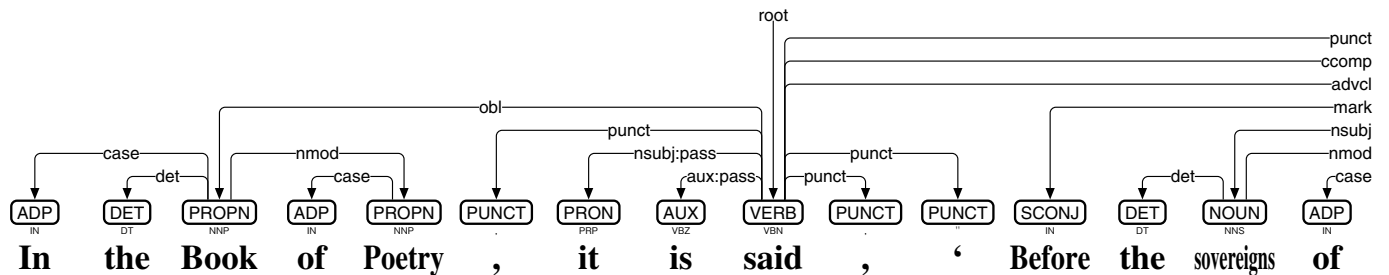 root
punct
ccomp
obl advcl
mark
punct nsubj
case nmod nsubj:pass punct nmod
det case aux:pass punct det case
ADP DET PROPN ADP PROPN PUNCT PRON AUX VERB PUNCT PUNCT SCONJ DET NOUN ADP
IN DT NNP IN NNP , PRP VBZ VBN , '' IN DT NNS IN
In the Book of Poetry , it is said , ‘ Before the sovereigns of